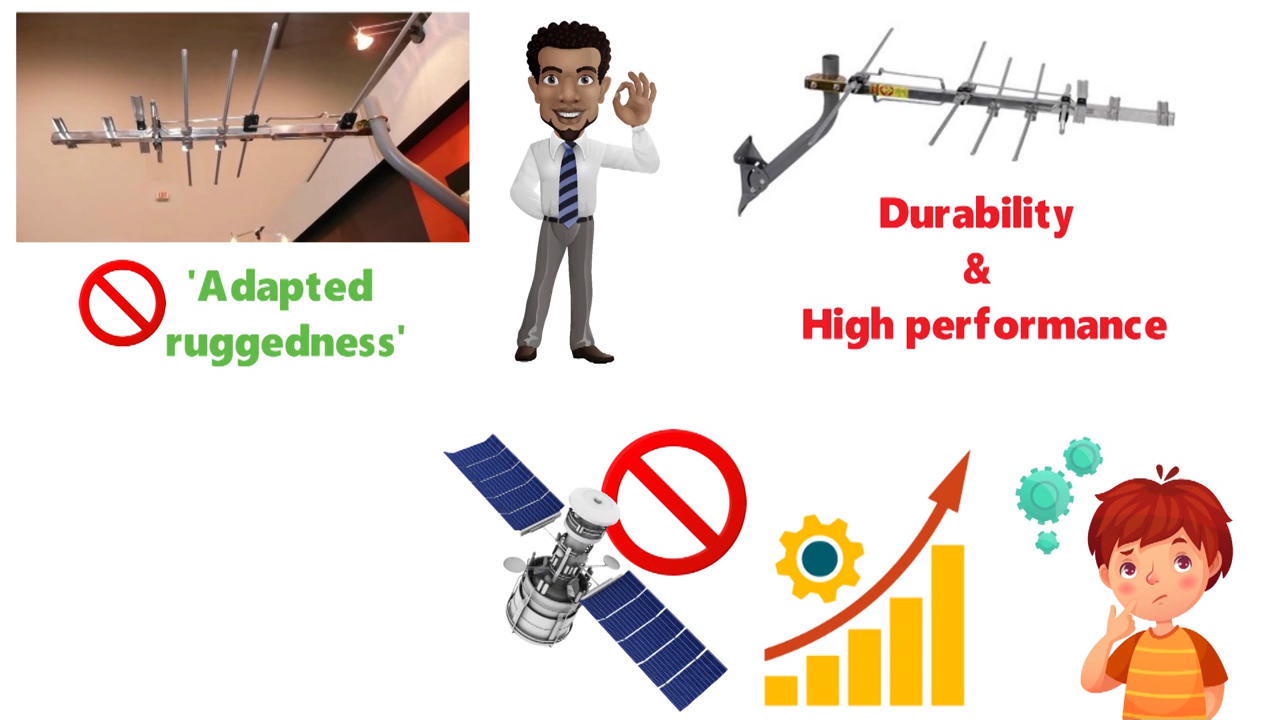 'Adapted
ruggedness'
Durability
&
High performance